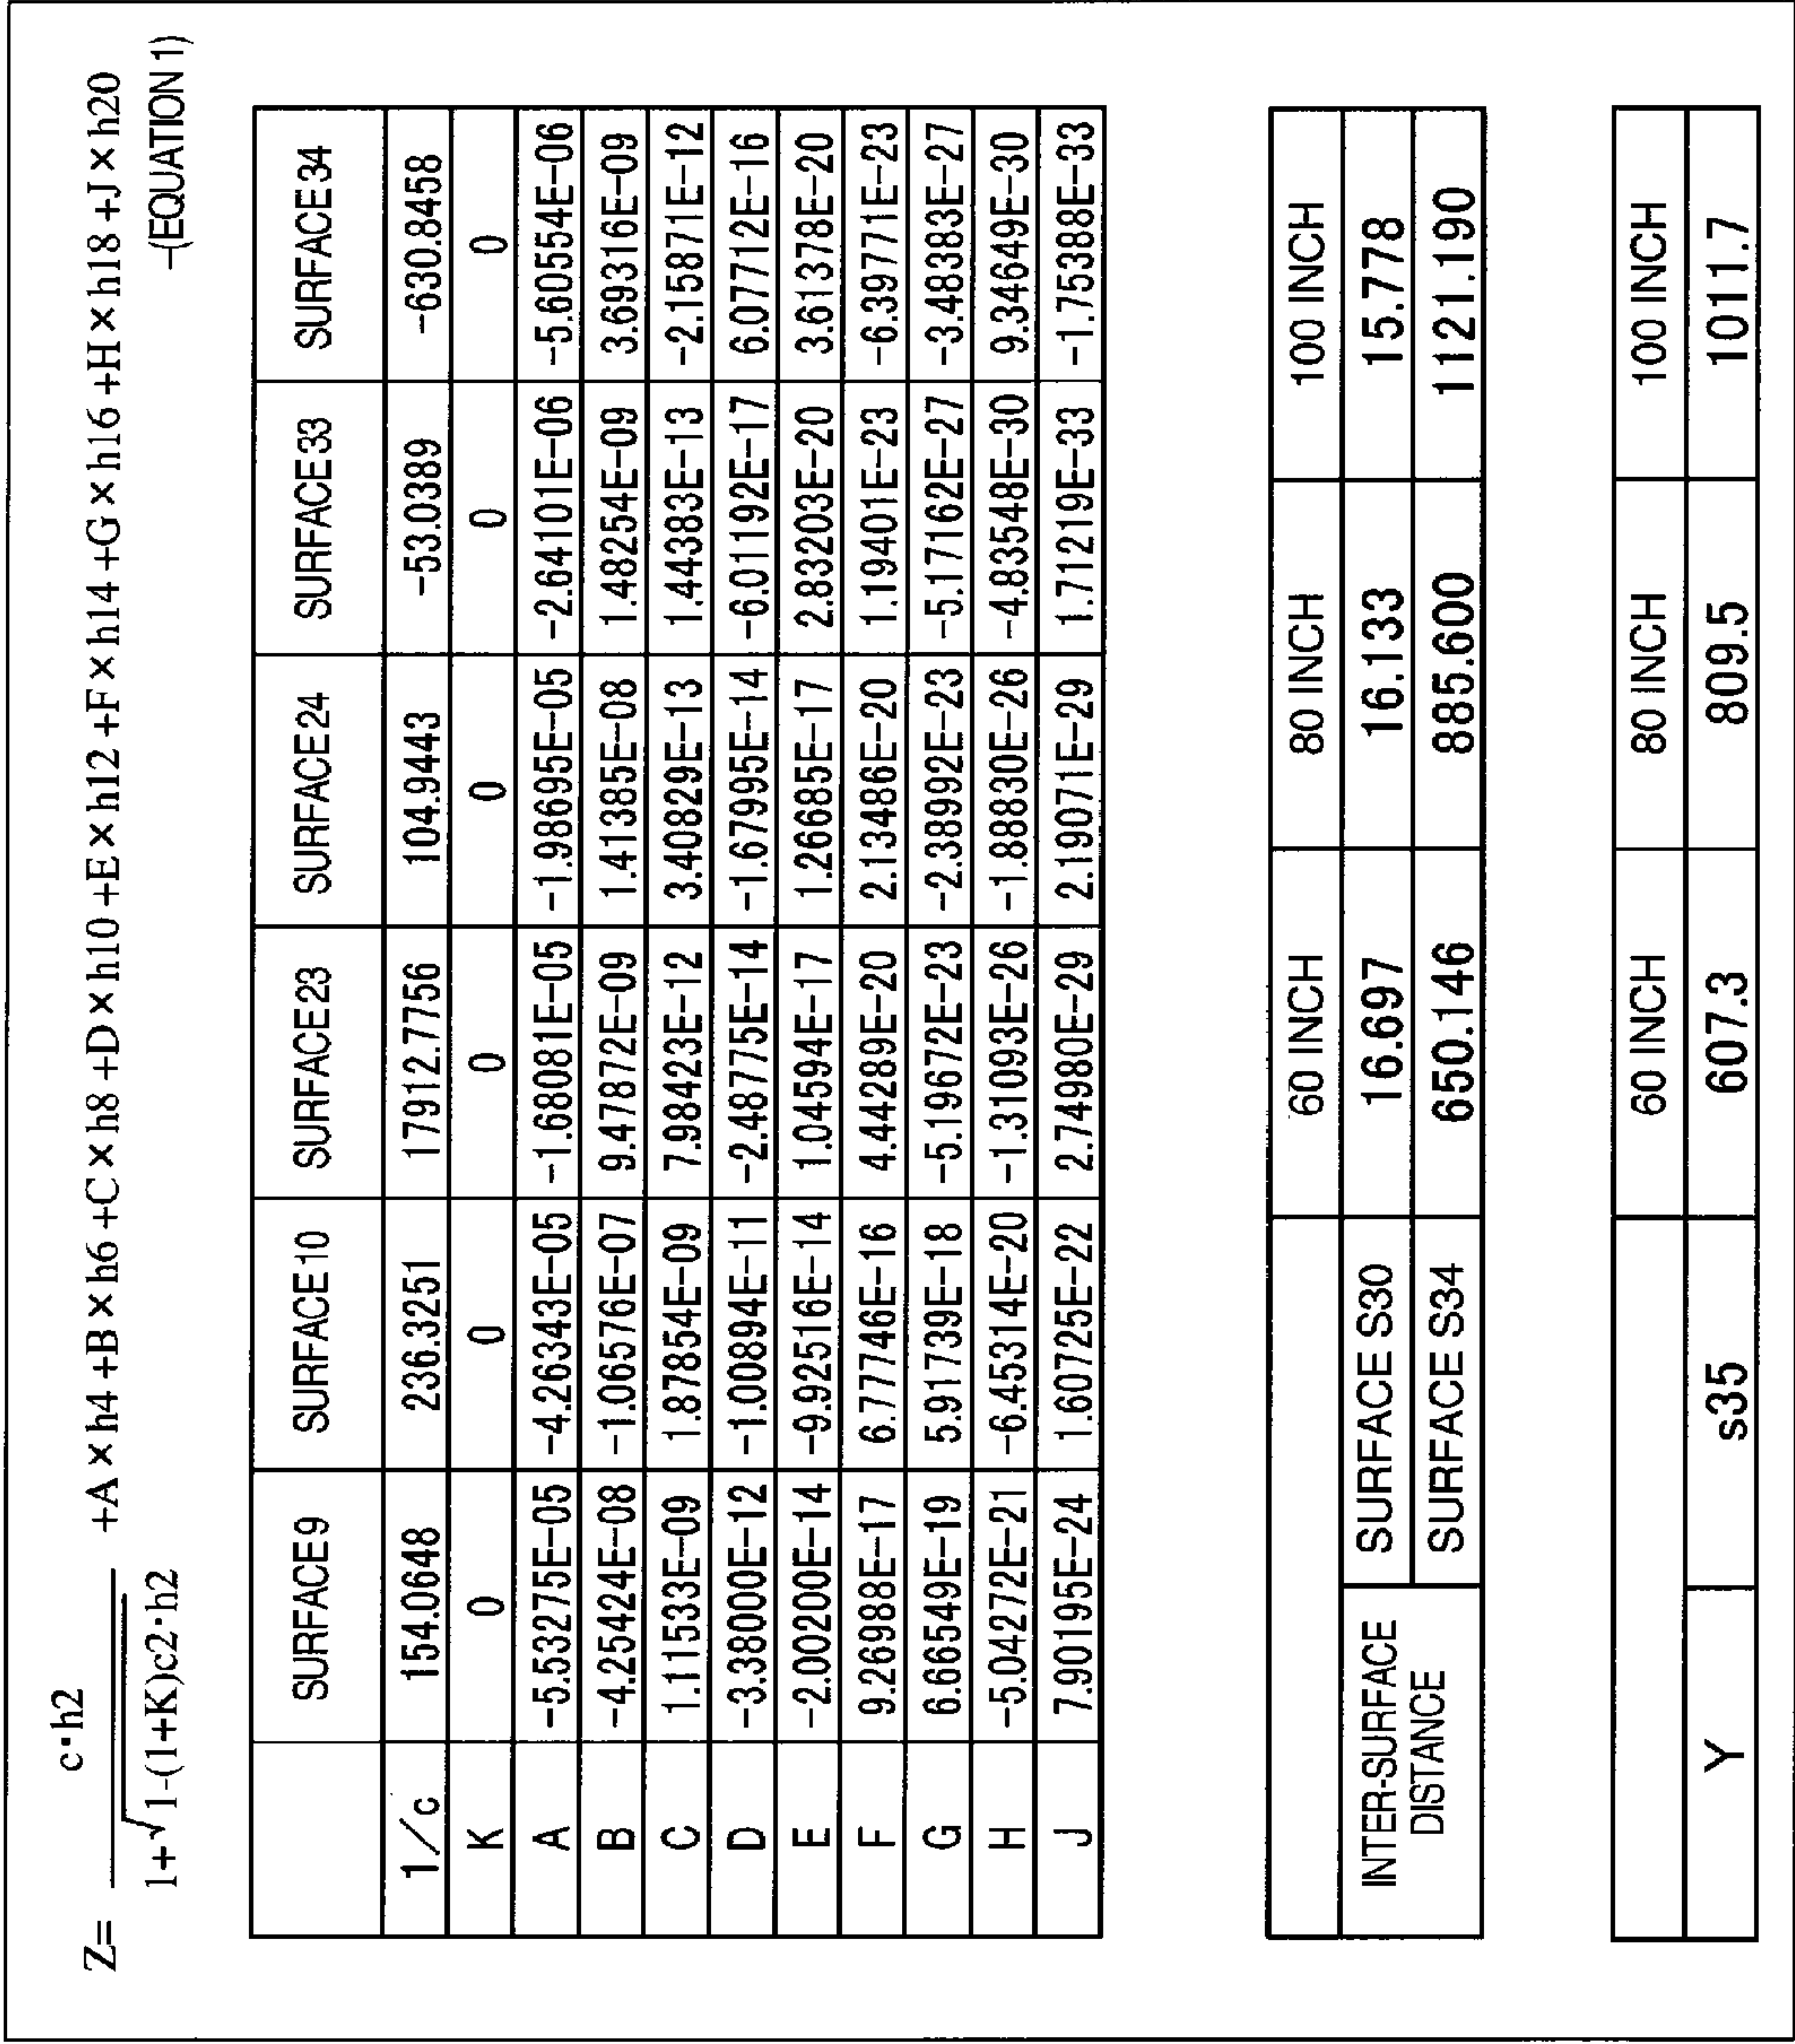 Z= c·h2 / 1+√1-(1+K)c2·h2 +A×h4+B×h6+C×h8+D×h10+E×h12+F×h14+G×h16+H×h18+J×h20
—(EQUATION 1)
SURFACE9 SURFACE10 SURFACE23 SURFACE24 SURFACE33 SURFACE34
1/c 154.0648 236.3251 17912.7756 104.9443 -53.0389 -630.8458
K 0 0 0 0 0 0
A -5.53275E-05 -4.26343E-05 -1.68081E-05 -1.98695E-05 -2.64101E-06 -5.60554E-06
B -4.25424E-08 -1.06576E-07 9.47872E-09 1.41385E-08 1.48254E-09 3.69316E-09
C 1.11533E-09 1.87854E-09 7.98423E-12 3.40829E-13 1.44383E-13 -2.15871E-12
D -3.38000E-12 -1.00894E-11 -2.48775E-14 -1.67995E-14 -6.01192E-17 6.07712E-16
E -2.00200E-14 -9.92516E-14 1.04594E-17 1.26685E-17 2.83203E-20 3.61378E-20
F 9.26988E-17 6.77746E-16 4.44289E-20 2.13486E-20 1.19401E-23 -6.39771E-23
G 6.66549E-19 5.91739E-18 -5.19672E-23 -2.38992E-23 -5.17162E-27 -3.48383E-27
H -5.04272E-21 -6.45314E-20 -1.31093E-26 -1.88830E-26 -4.83548E-30 9.34649E-30
J 7.90195E-24 1.60725E-22 2.74980E-29 2.19071E-29 1.71219E-33 -1.75388E-33
60 INCH 80 INCH 100 INCH
INTER-SURFACE DISTANCE SURFACE S30 16.697 16.133 15.778
SURFACE S34 650.146 885.600 1121.190
60 INCH 80 INCH 100 INCH
Y s35 607.3 809.5 1011.7